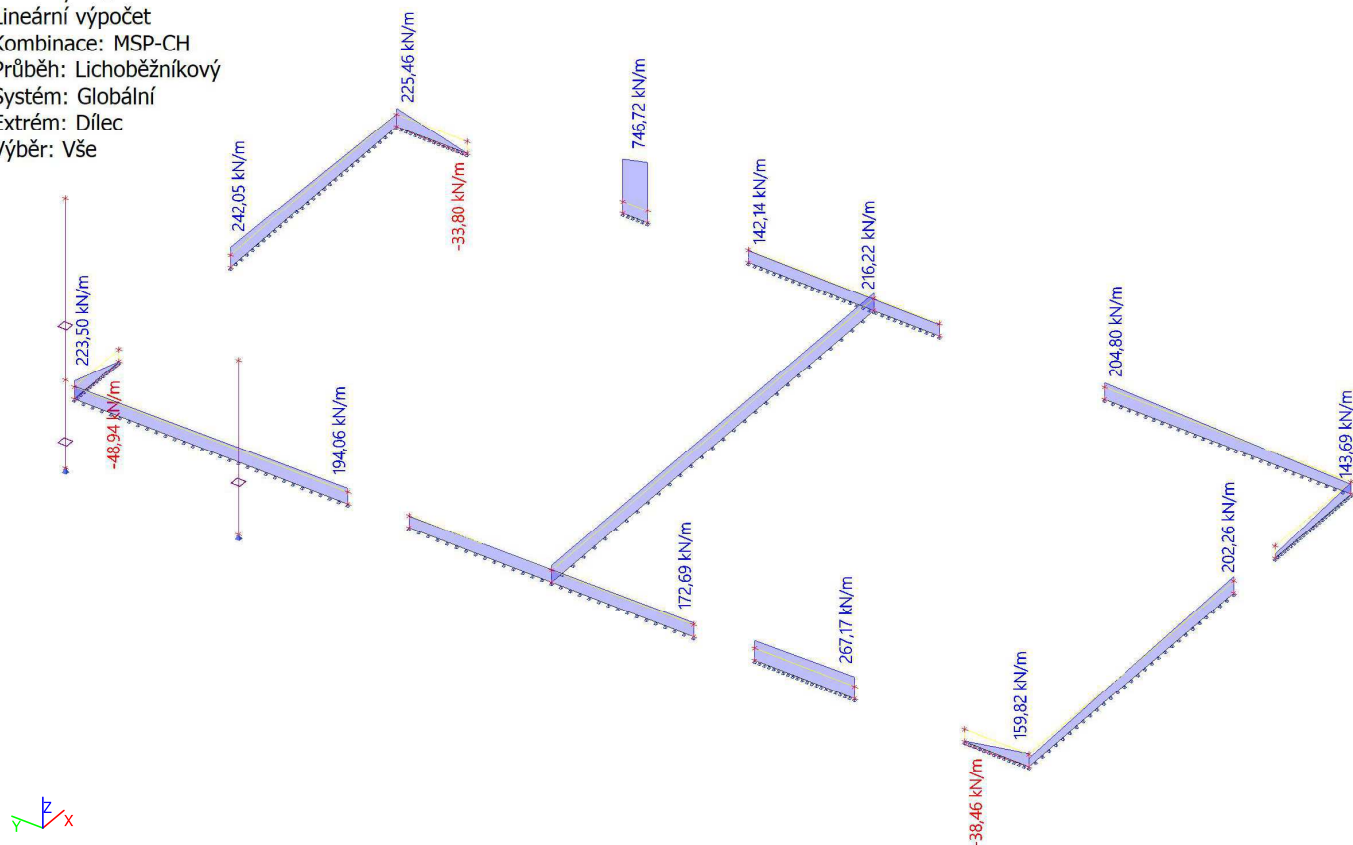 Lineární výpočet
Kombinace: MSP-CH
Průběh: Lichoběžníkový
Systém: Globální
Extrém: Dílec
Výběr: Vše
225,46 kN/m
746,72 kN/m
242,05 kN/m
-33,80 kN/m
142,14 kN/m
216,22 kN/m
223,50 kN/m
204,80 kN/m
-48,94 kN/m
194,06 kN/m
143,69 kN/m
202,26 kN/m
172,69 kN/m
267,17 kN/m
159,82 kN/m
-38,46 kN/m
Z
Y
X